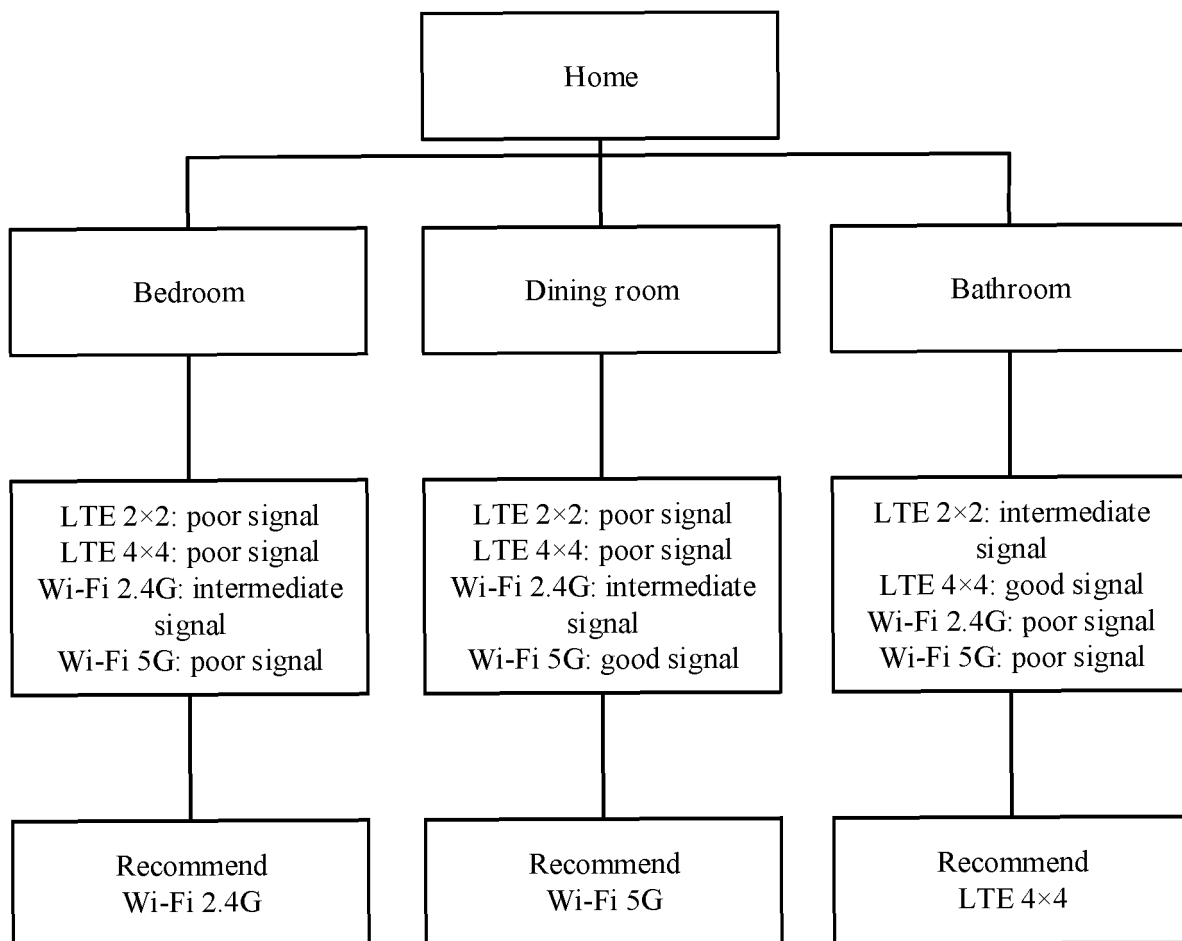 Home
Bedroom
Dining room
Bathroom
LTE 2×2: poor signal
LTE 4×4: poor signal
Wi-Fi 2.4G: intermediate
signal
Wi-Fi 5G: poor signal
LTE 2×2: poor signal
LTE 4×4: poor signal
Wi-Fi 2.4G: intermediate
signal
Wi-Fi 5G: good signal
LTE 2×2: intermediate
signal
LTE 4×4: good signal
Wi-Fi 2.4G: poor signal
Wi-Fi 5G: poor signal
Recommend
Wi-Fi 2.4G
Recommend
Wi-Fi 5G
Recommend
LTE 4×4